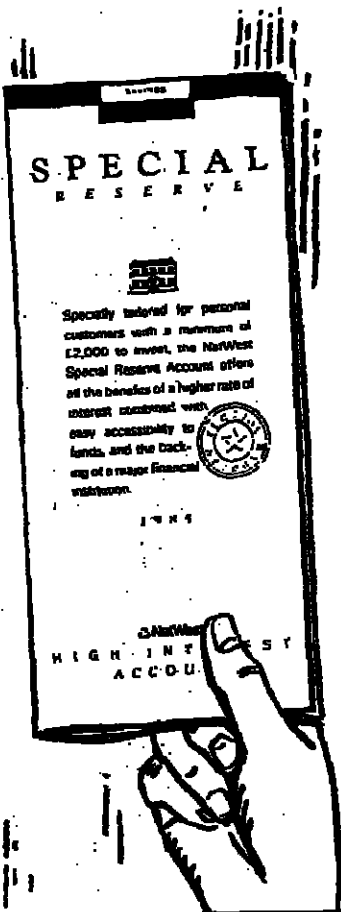 SPECIAL
RESERVE
Specially tailored for personal
customers with a minimum of
£2,000 to invest, the NatWest
Special Reserve Account offers
all the benefits of a higher rate of
interest combined with
easy accessibility to
funds, and the back-
ing of a major financial
institution.
NatWest
HIGH INT EST
ACCOU